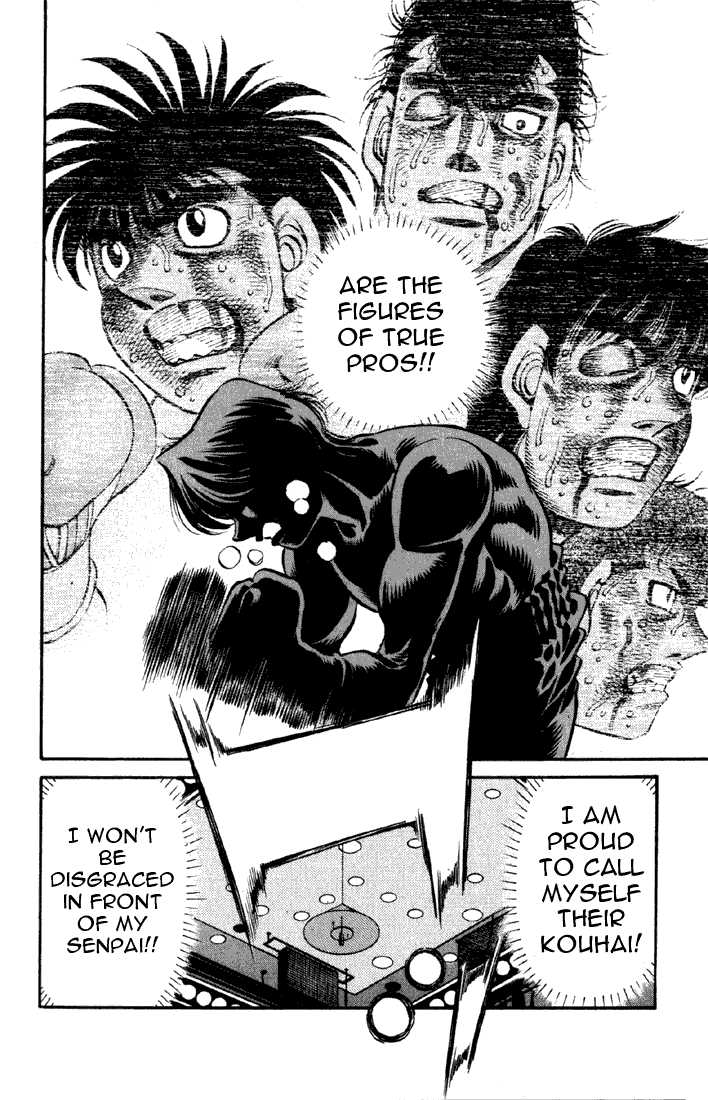 ARE THE
FIGURES
OF TRUE
PROS!!
I AM
PROUD
TO CALL
MYSELF
THEIR
KOUHAI!
I WON'T
BE
DISGRACED
IN FRONT
OF MY
SENPAI!!